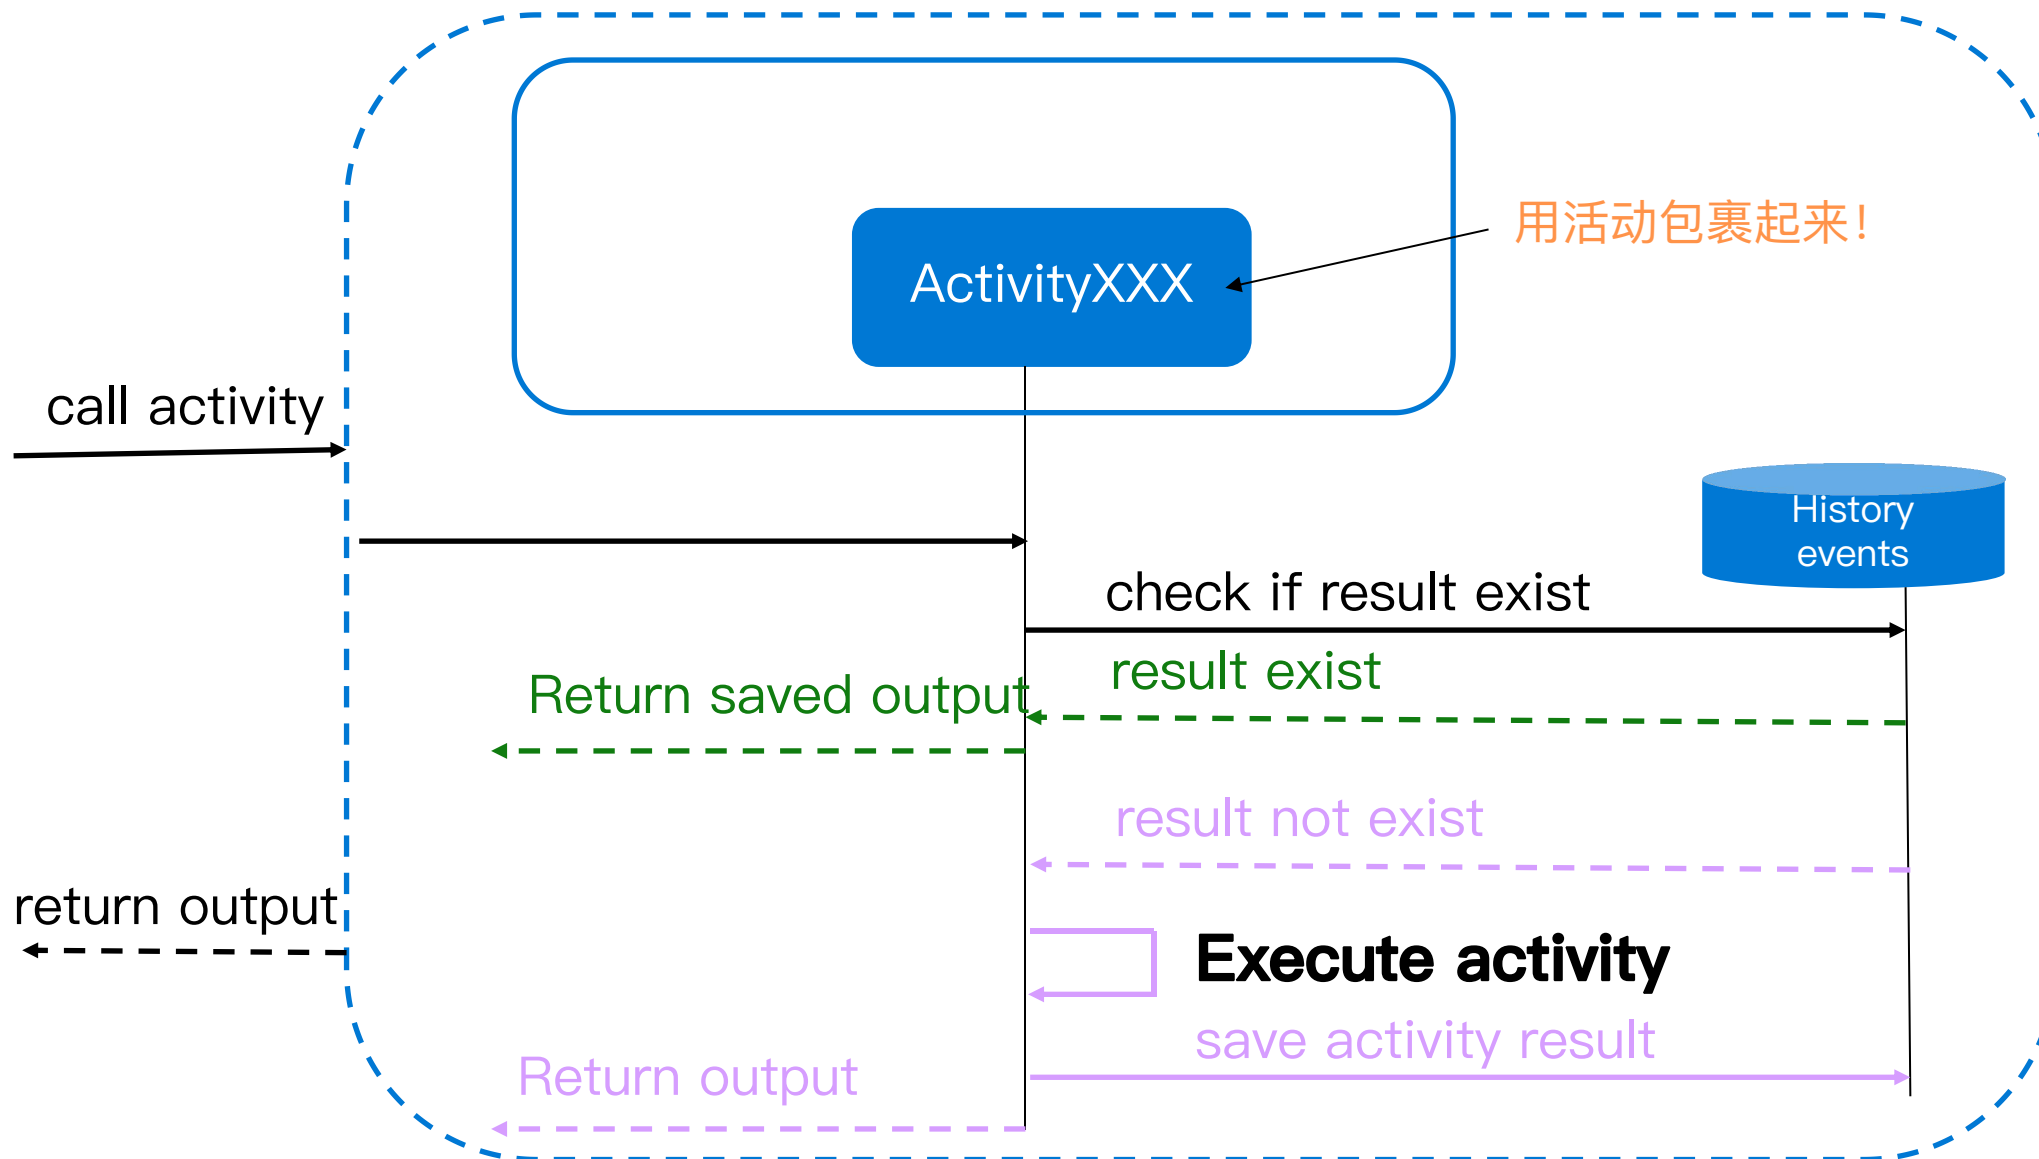 用活动包裹起来！
ActivityXXX
call activity
History
events
check if result exist
result exist
Return saved output
result not exist
return output
Execute activity
save activity result
Return output